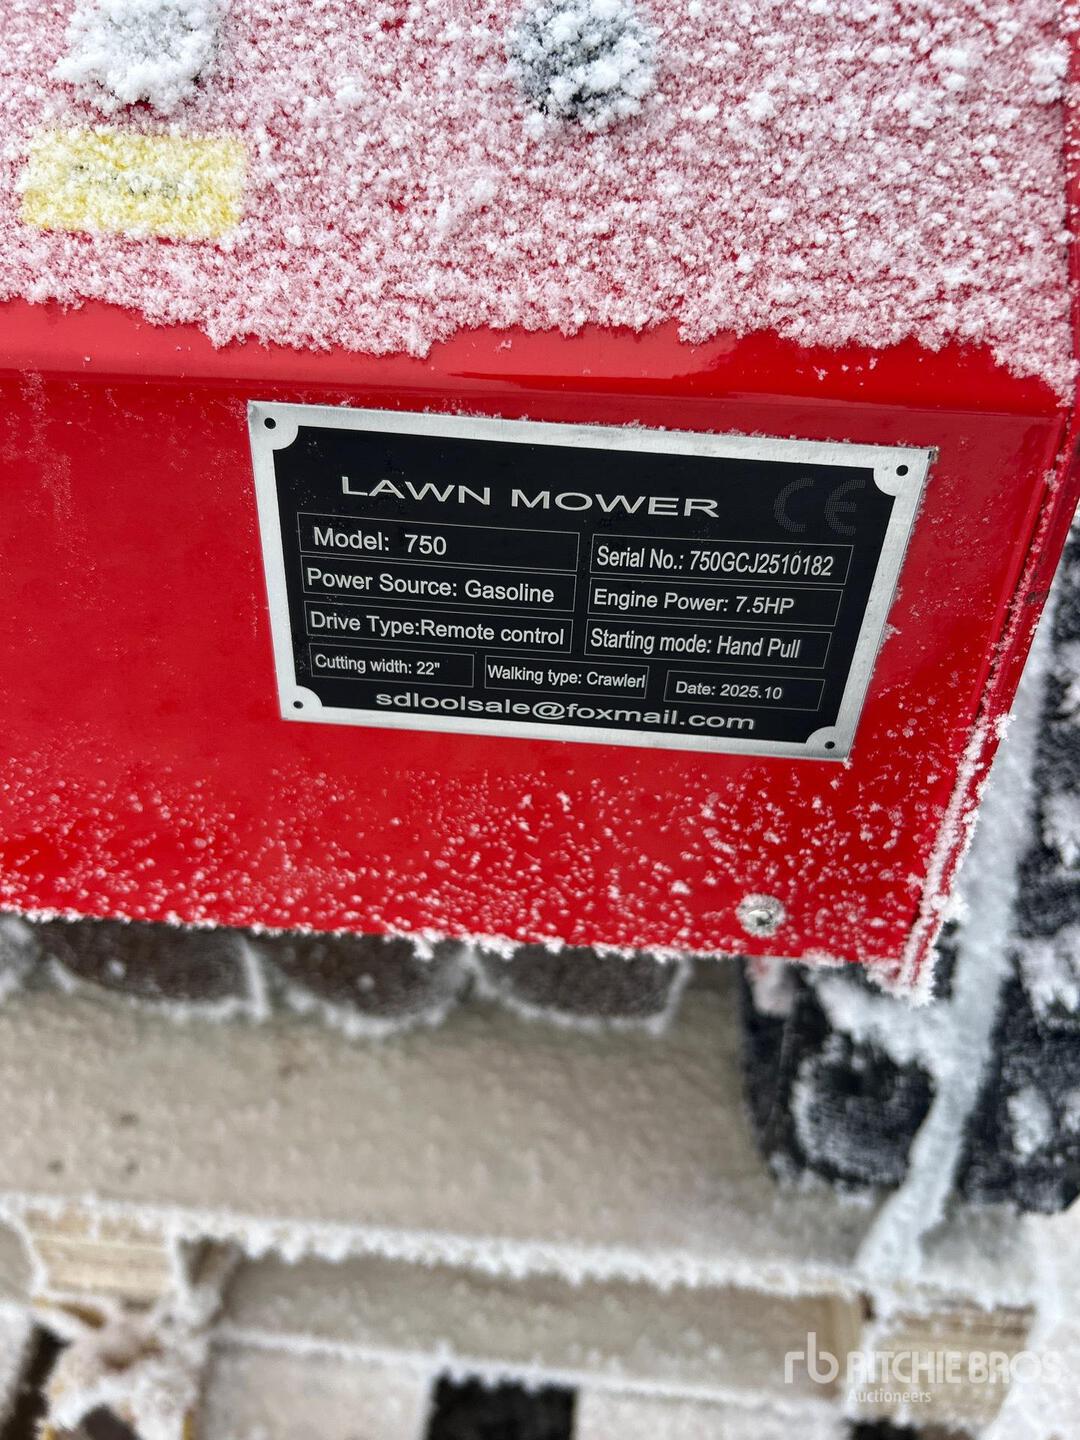 LAWN MOWER CE
Model: 750
Serial No.: 750GCJ2510182
Power Source: Gasoline
Engine Power: 7.5HP
Drive Type:Remote control
Starting mode: Hand Pull
Cutting width: 22"
Walking type: Crawlerl
Date: 2025.10
sdloolsale@foxmail.com
rb RITCHIE BROS
Auctioneers